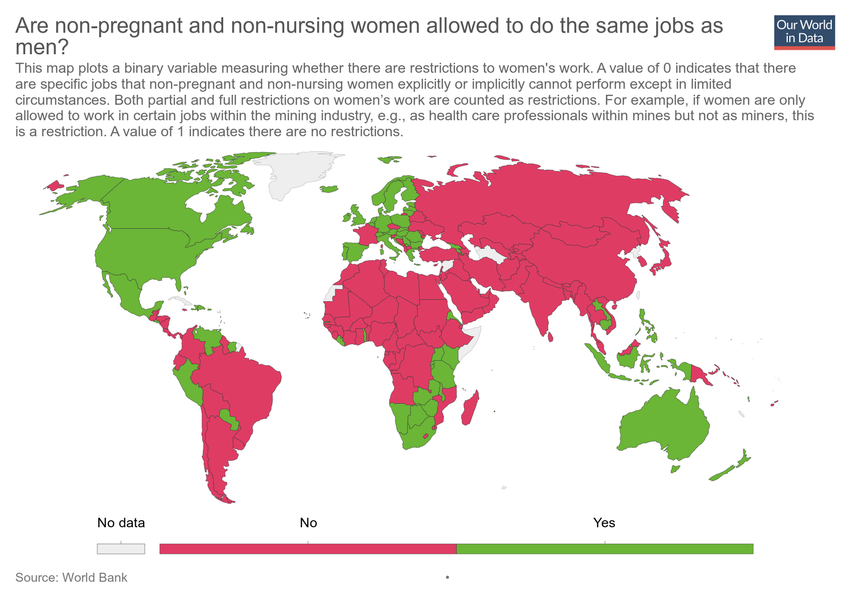 Are non-pregnant and non-nursing women allowed to do the same jobs as
men?
Our World
in Data
This map plots a binary variable measuring whether there are restrictions to women's work. A value of 0 indicates that there
are specific jobs that non-pregnant and non-nursing women explicitly or implicitly cannot perform except in limited
circumstances. Both partial and full restrictions on women's work are counted as restrictions. For example, if women are only
allowed to work in certain jobs within the mining industry, e.g., as health care professionals within mines but not as miners, this
is a restriction. A value of 1 indicates there are no restrictions.
No data
No
Yes
Source: World Bank
•